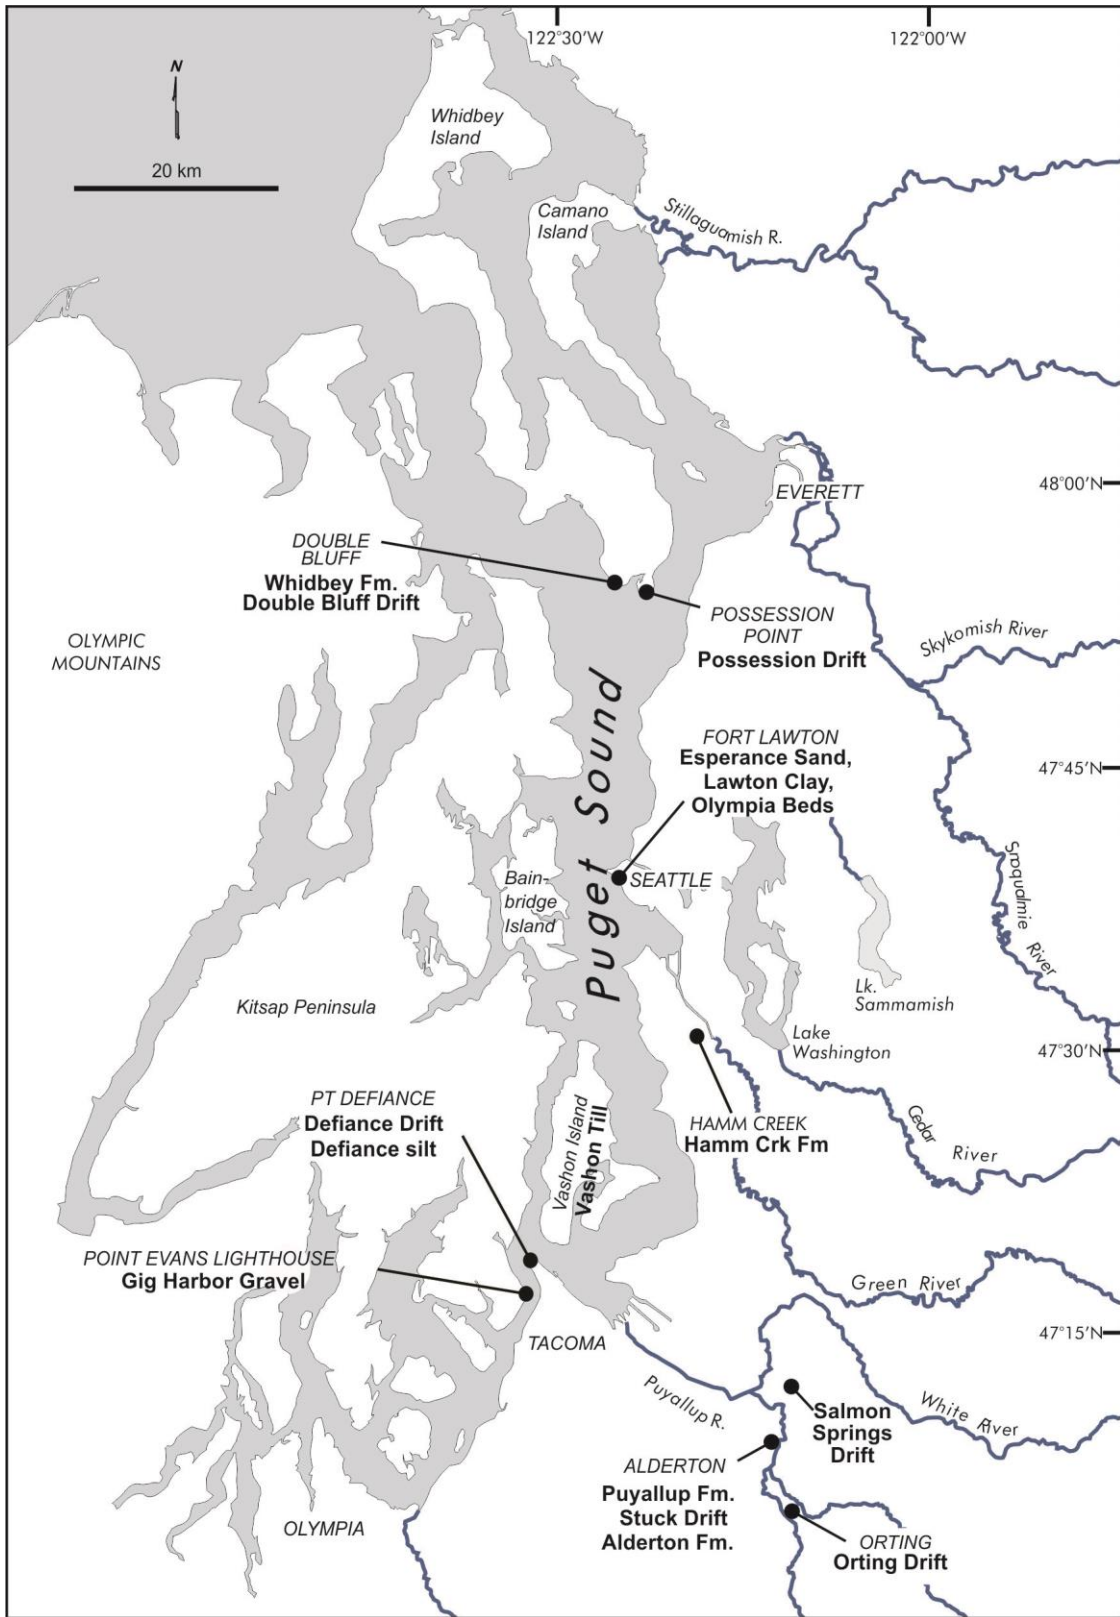 122°30'W
122°00'W
N
20 km
Whidbey
Island
Camano
Island
Stillaguamish R.
EVERETT
48°00'N
DOUBLE
BLUFF
Whidbey Fm.
Double Bluff Drift
POSSESSION
POINT
Possession Drift
OLYMPIC
MOUNTAINS
Skykomish River
Puget Sound
FORT LAWTON
Esperance Sand,
Lawton Clay,
Olympia Beds
47°45'N
SEATTLE
Bain-
bridge
Island
Snoqualmie
River
Kitsap Peninsula
Lk.
Sammamish
Lake
Washington
47°30'N
PT DEFIANCE
Defiance Drift
Defiance silt
Vashon Island
Vashon Till
HAMM CREEK
Hamm Crk Fm
Cedar
River
POINT EVANS LIGHTHOUSE
Gig Harbor Gravel
Green River
TACOMA
47°15'N
Puyallup R.
Salmon
Springs
Drift
White River
ALDERTON
Puyallup Fm.
Stuck Drift
Alderton Fm.
OLYMPIA
ORTING
Orting Drift